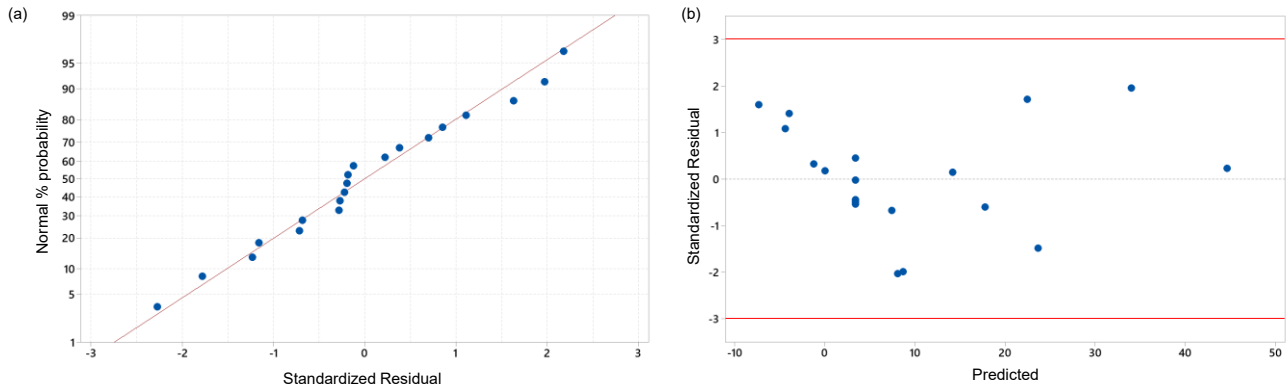 (a)
Normal % probability
99
95
90
80
70
60
50
40
30
20
10
5
1
-3 -2 -1 0 1 2 3
Standardized Residual
(b)
Standardized Residual
3
2
1
0
-1
-2
-3
-10 0 10 20 30 40 50
Predicted